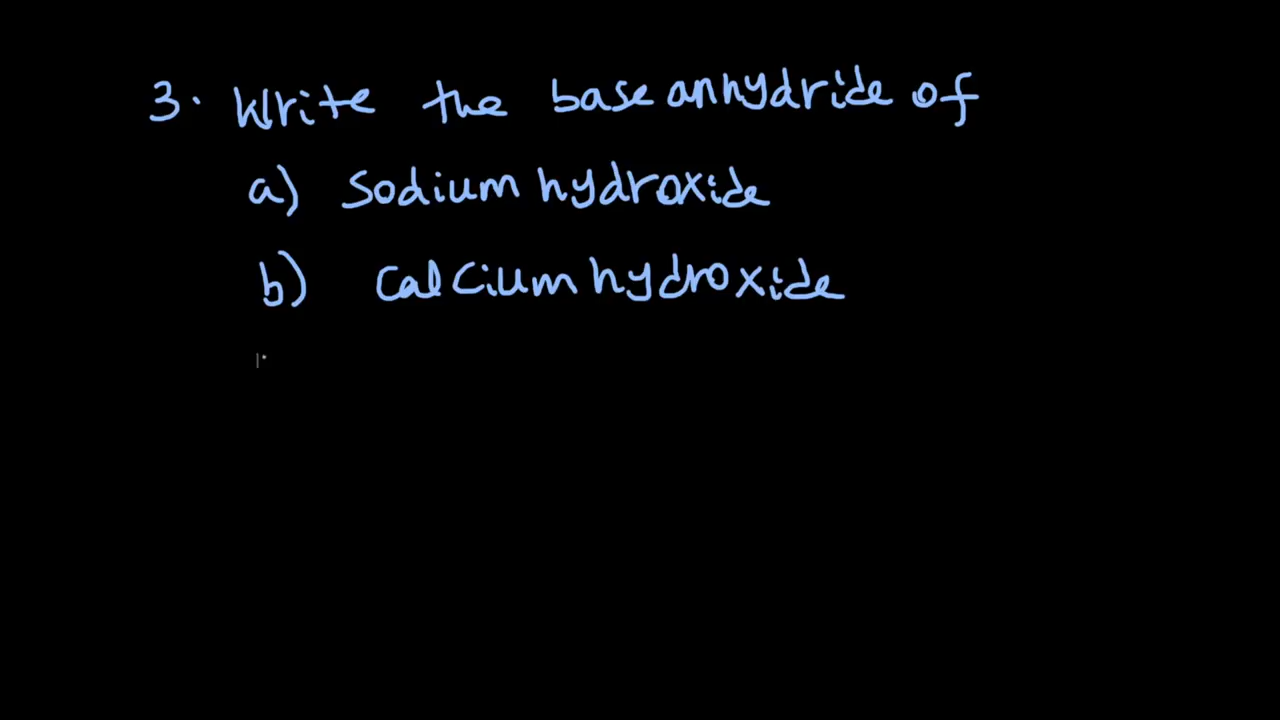 3. Write the base anhydride of
a) Sodium hydroxide
b) Calcium hydroxide